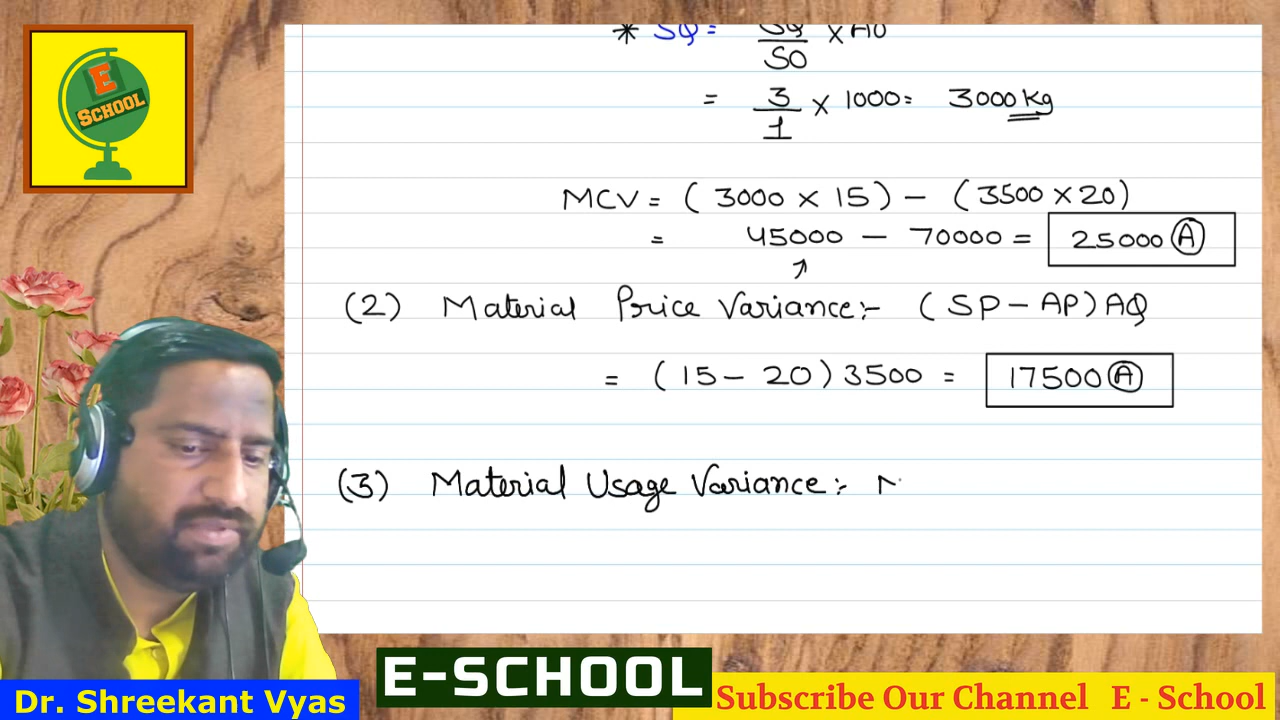 E
SCHOOL
* SQ = SQ/SO × AO
= 3/1 × 1000 = 3000 Kg
MCV = (3000 × 15) – (3500 × 20)
= 45000 – 70000 = 25000 (A)
(2) Material Price Variance:- (SP – AP) AQ
= (15 – 20) 3500 = 17500 (A)
(3) Material Usage Variance:-
E-SCHOOL
Dr. Shreekant Vyas
Subscribe Our Channel E - School